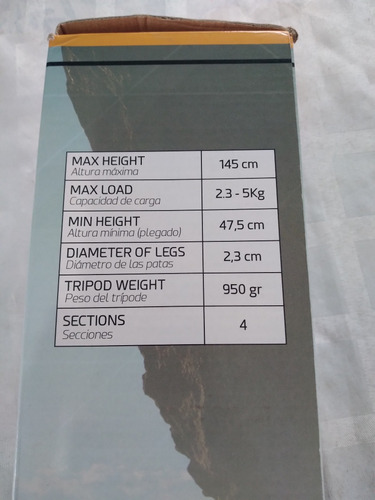 MAX HEIGHT
Altura máxima
145 cm
MAX LOAD
Capacidad de carga
2.3 - 5Kg
MIN HEIGHT
Altura mínima (plegado)
47,5 cm
DIAMETER OF LEGS
Diámetro de las patas
2,3 cm
TRIPOD WEIGHT
Peso del trípode
950 gr
SECTIONS
Secciones
4